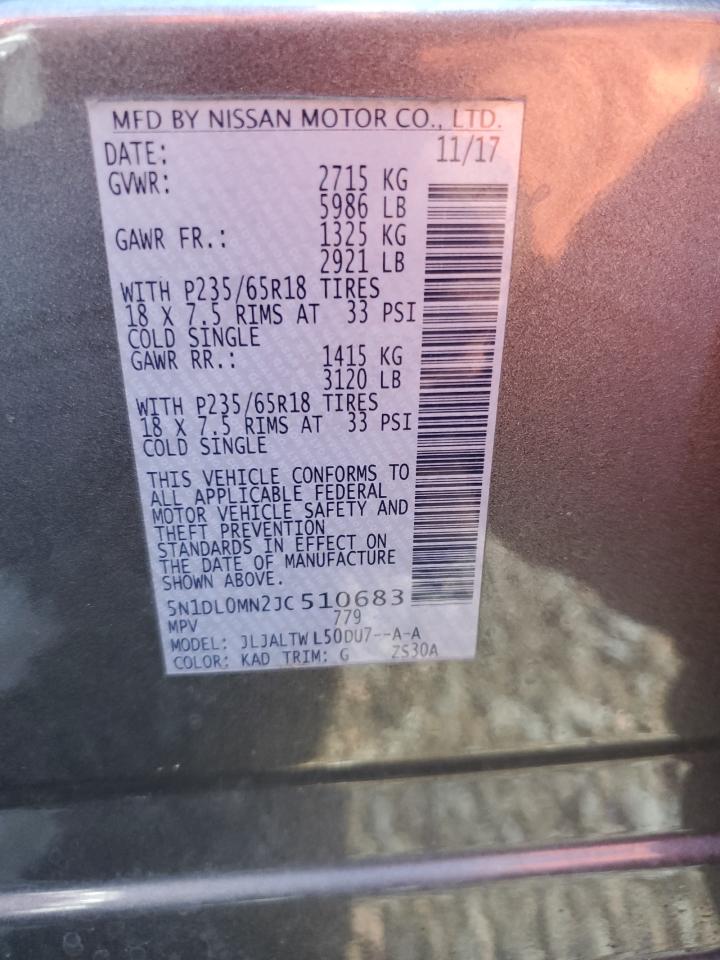 MFD BY NISSAN MOTOR CO., LTD.
DATE: 11/17
GVWR: 2715 KG
5986 LB
GAWR FR.: 1325 KG
2921 LB
WITH P235/65R18 TIRES
18 X 7.5 RIMS AT 33 PSI
COLD SINGLE
GAWR RR.: 1415 KG
3120 LB
WITH P235/65R18 TIRES
18 X 7.5 RIMS AT 33 PSI
COLD SINGLE
THIS VEHICLE CONFORMS TO
ALL APPLICABLE FEDERAL
MOTOR VEHICLE SAFETY AND
THEFT PREVENTION
STANDARDS IN EFFECT ON
THE DATE OF MANUFACTURE
SHOWN ABOVE.
5N1DL0MN2JC510683
MPV 779
MODEL: JLJALTWL50DU7--A-A
COLOR: KAD TRIM: G ZS30A